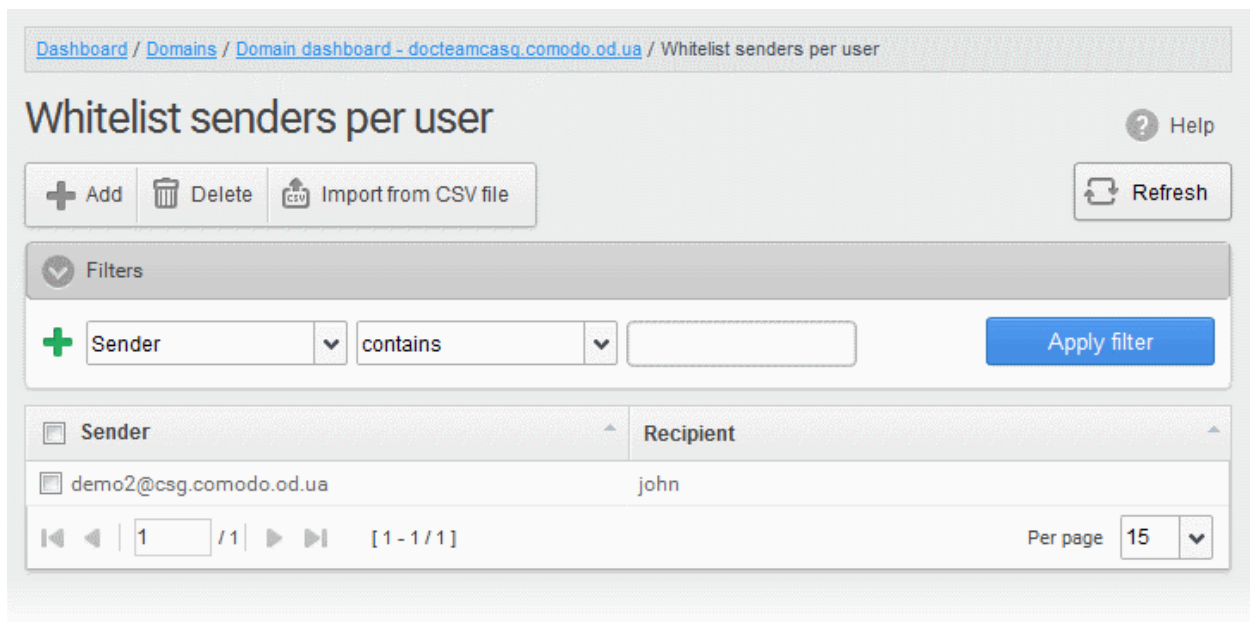 Dashboard / Domains / Domain dashboard - docteamcasg.comodo.od.ua / Whitelist senders per user
Whitelist senders per user
Help
Add Delete CSV Import from CSV file
Refresh
Filters
Sender contains Apply filter
Sender Recipient
demo2@csg.comodo.od.ua john
1 / 1 [ 1 - 1 / 1 ] Per page 15